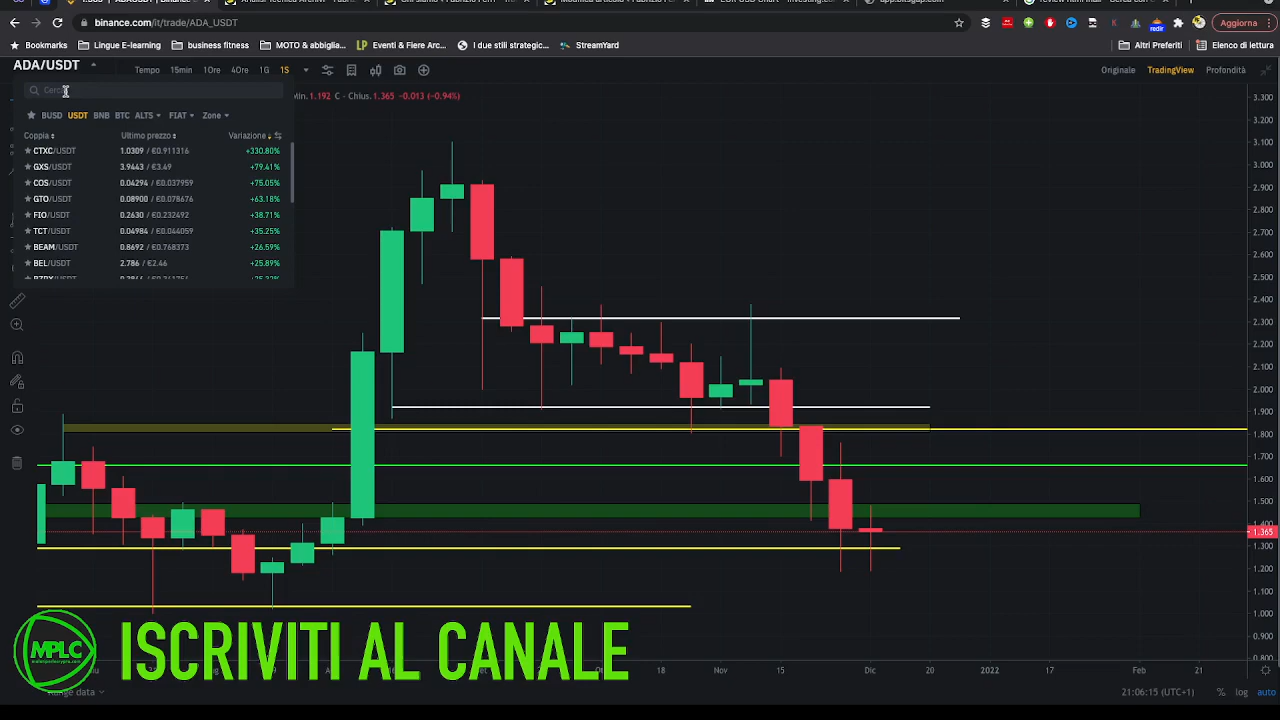 binance.com/it/trade/ADA_USDT
Aggiorna
Bookmarks
Lingue E-learning
business fitness
MOTO & abbiglia...
Eventi & Fiere Arc...
I due stili strategic...
StreamYard
Altri Preferiti
Elenco di lettura
ADA/USDT
Tempo 15min 1Ore 4Ore 1G 1S
Originale TradingView Profondità
Min. 1.192 C - Chius. 1.365 -0.013 (-0.94%)
BUSD USDT BNB BTC ALTS FIAT Zone
Coppia Ultimo prezzo Variazione
CTXC/USDT 1.0309 / €0.911316 +330.80%
GXS/USDT 3.9443 / €3.49 +79.41%
COS/USDT 0.04294 / €0.037959 +75.05%
GTO/USDT 0.08900 / €0.078676 +63.18%
FIO/USDT 0.2630 / €0.232492 +38.71%
TCT/USDT 0.04984 / €0.044059 +35.25%
BEAM/USDT 0.8692 / €0.768373 +26.59%
BEL/USDT 2.786 / €2.46 +25.89%
3.300
3.200
3.100
3.000
2.900
2.800
2.700
2.600
2.500
2.400
2.300
2.200
2.100
2.000
1.900
1.800
1.700
1.600
1.500
1.400
1.365
1.300
1.200
1.100
1.000
0.900
0.800
MPLC
ISCRIVITI AL CANALE
18 Nov 15 Dic 20 2022 17 Feb 21
range data
21:06:15 (UTC+1) % log auto